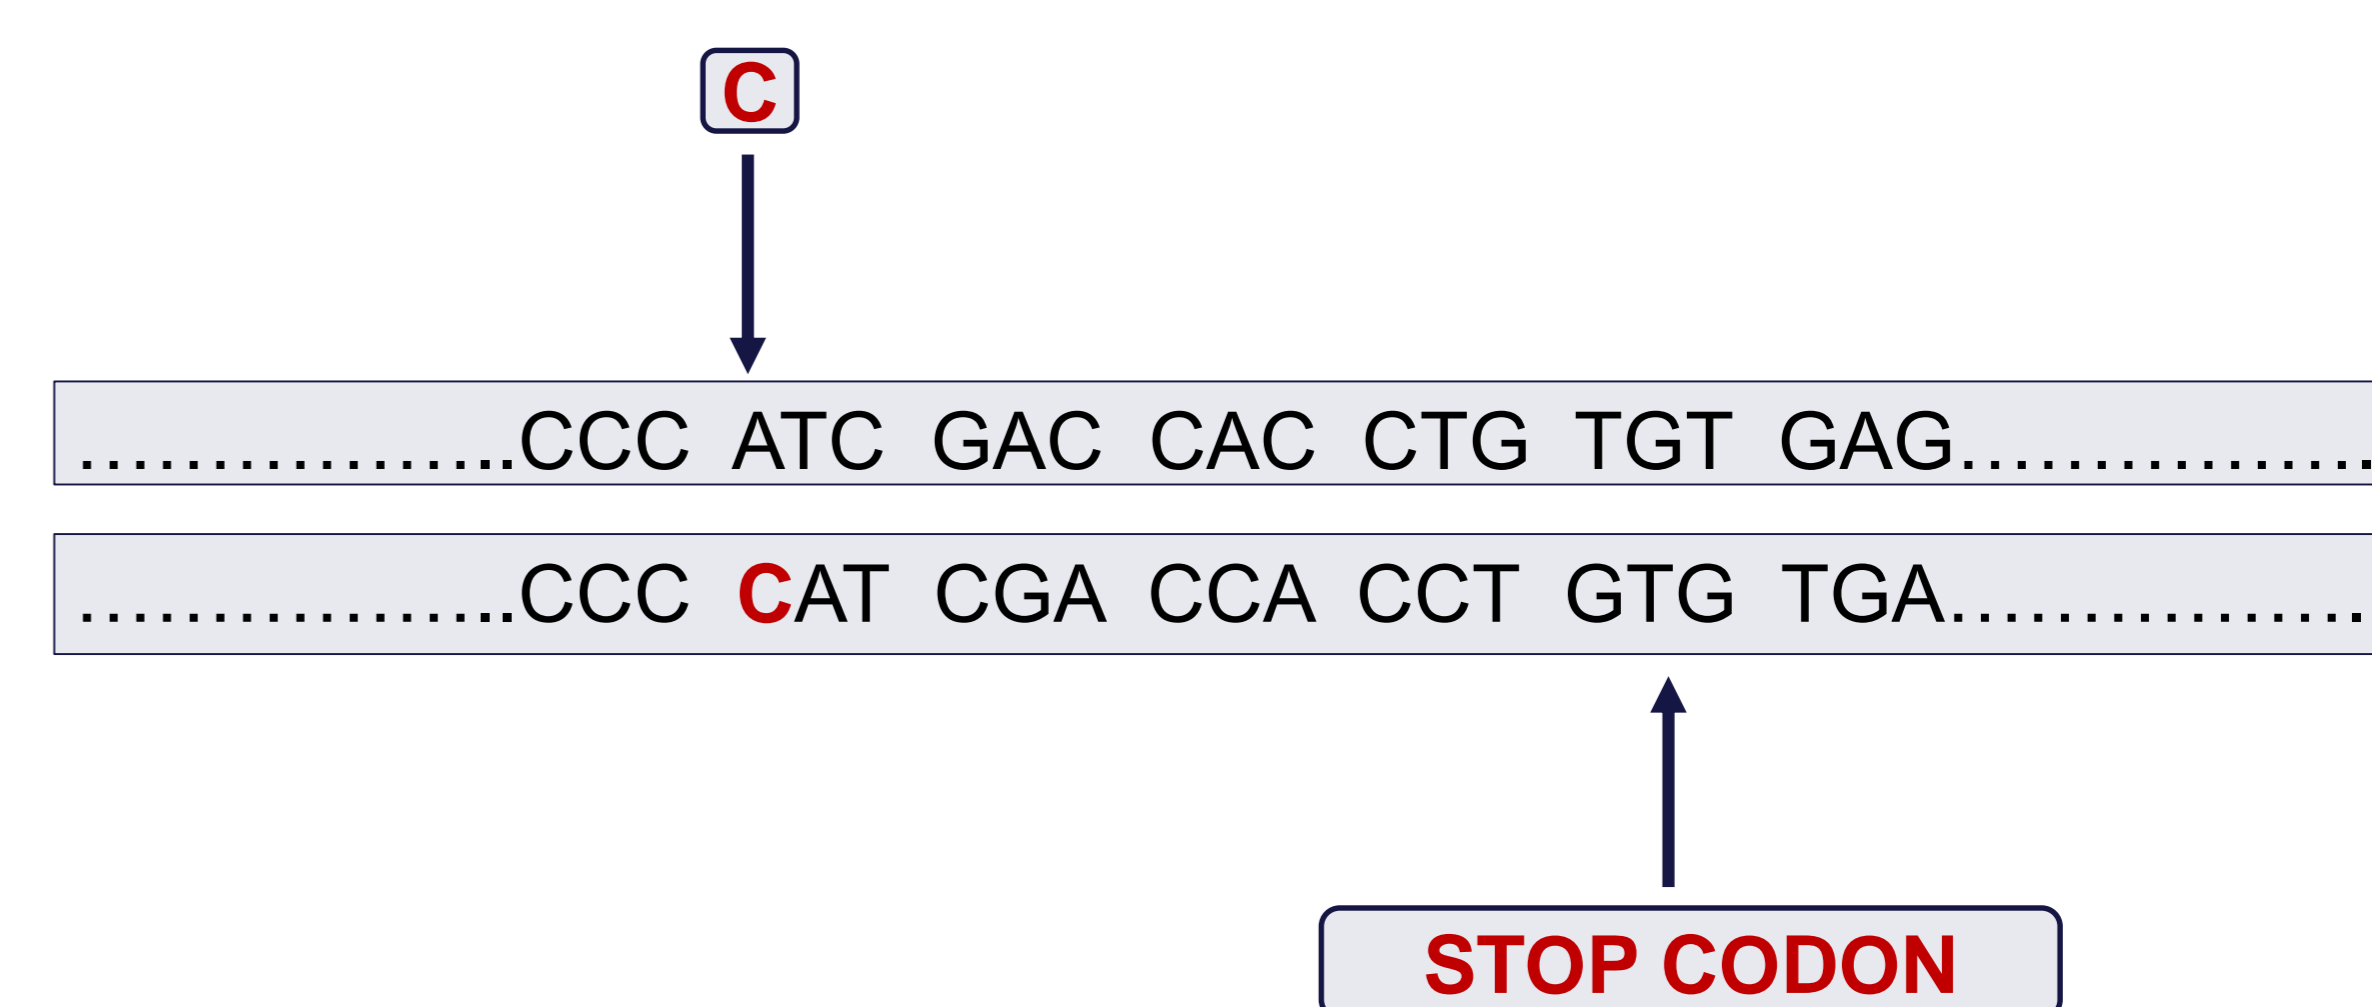 C
………………..CCC ATC GAC CAC CTG TGT GAG…………….
………………..CCC CAT CGA CCA CCT GTG TGA…………….
STOP CODON